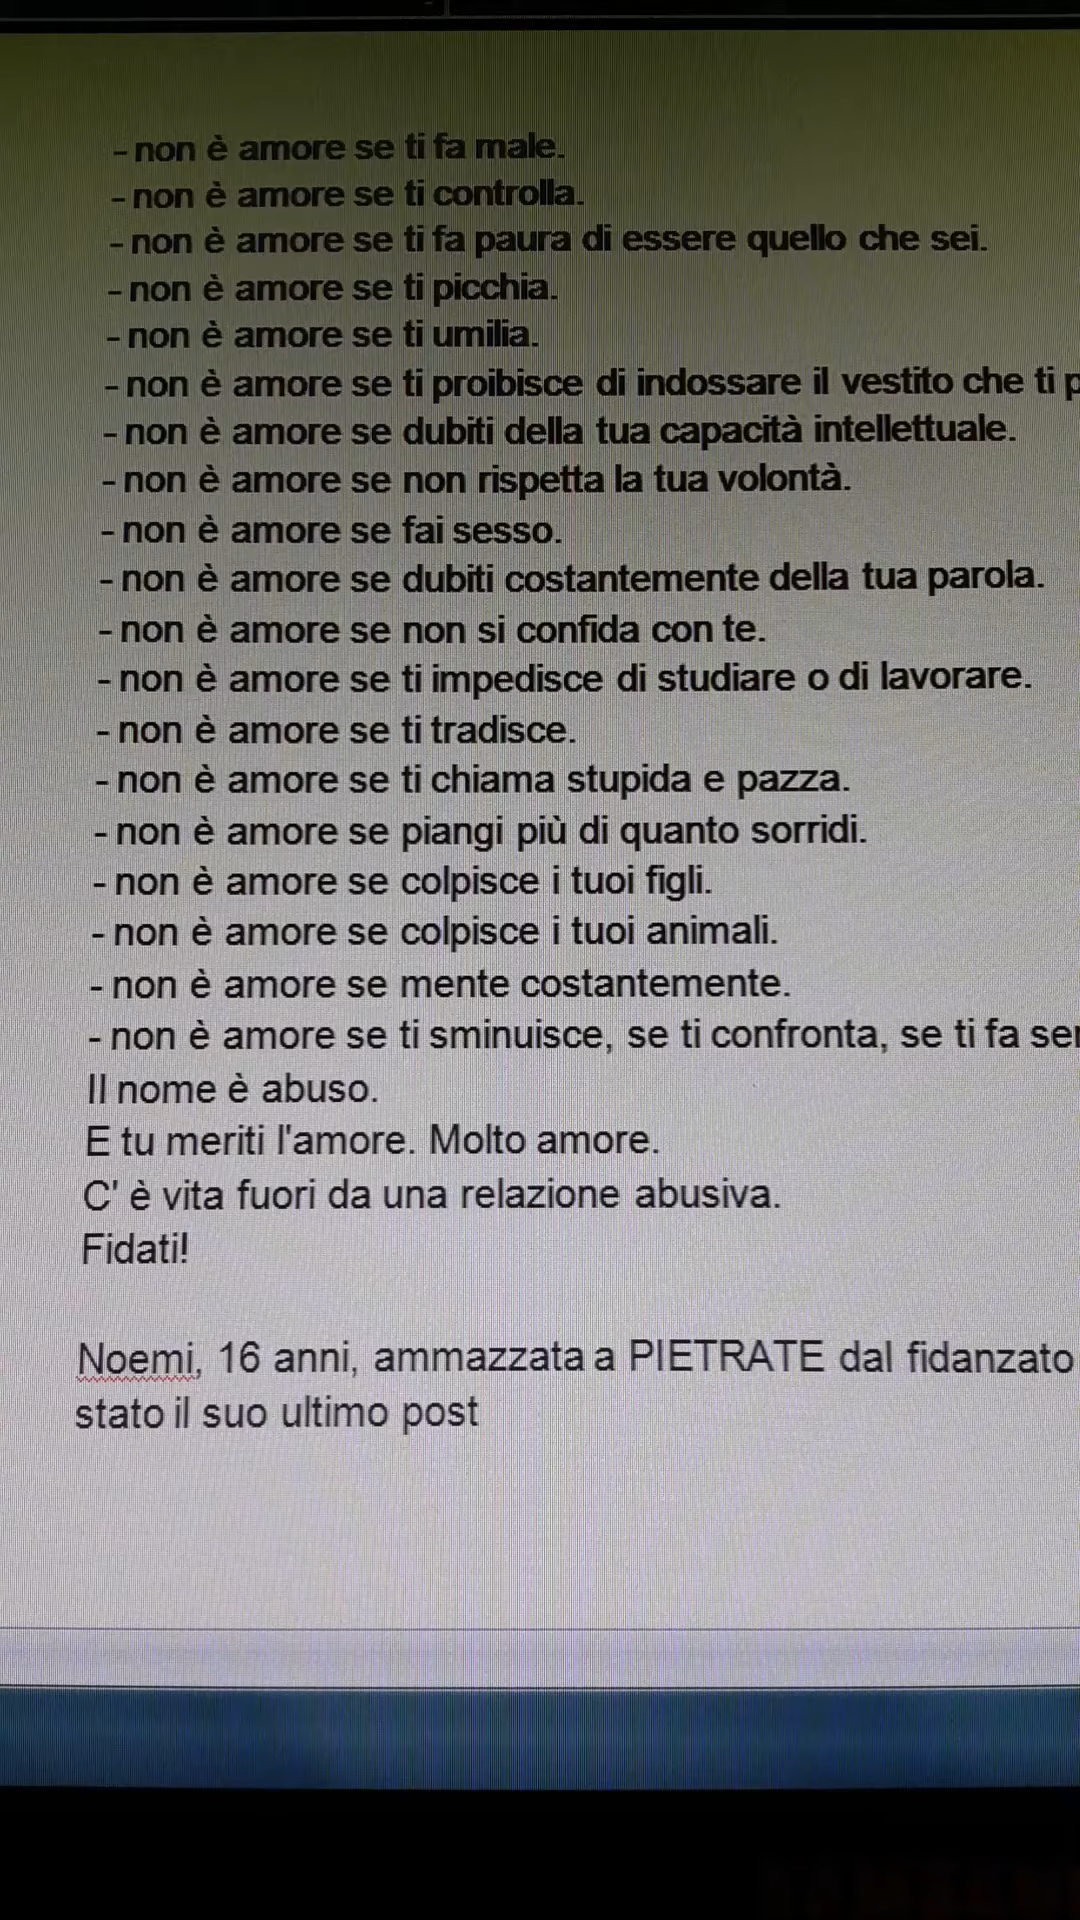 - non è amore se ti fa male.
- non è amore se ti controlla.
- non è amore se ti fa paura di essere quello che sei.
- non è amore se ti picchia.
- non è amore se ti umilia.
- non è amore se ti proibisce di indossare il vestito che ti
- non è amore se dubiti della tua capacità intellettuale.
- non è amore se non rispetta la tua volontà.
- non è amore se fai sesso.
- non è amore se dubiti costantemente della tua parola.
- non è amore se non si confida con te.
- non è amore se ti impedisce di studiare o di lavorare.
- non è amore se ti tradisce.
- non è amore se ti chiama stupida e pazza.
- non è amore se piangi più di quanto sorridi.
- non è amore se colpisce i tuoi figli.
- non è amore se colpisce i tuoi animali.
- non è amore se mente costantemente.
- non è amore se ti sminuisce, se ti confronta, se ti fa
Il nome è abuso.
E tu meriti l'amore. Molto amore.
C' è vita fuori da una relazione abusiva.
Fidati!
Noemi, 16 anni, ammazzata a PIETRATE dal fidanzato
stato il suo ultimo post